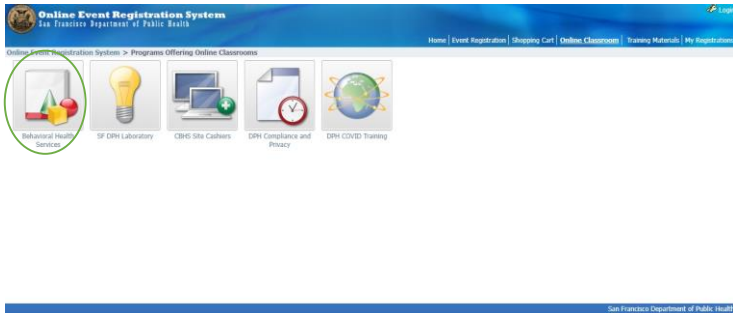 Online Event Registration System
San Francisco Department of Public Health
Login
Home | Event Registration | Shopping Cart | Online Classroom | Training Materials | My Registrations
Online Event Registration System > Programs Offering Online Classrooms
Behavioral Health
Services
SF DPH Laboratory
CBHS Site Cashiers
DPH Compliance and
Privacy
DPH COVID Training
San Francisco Department of Public Health